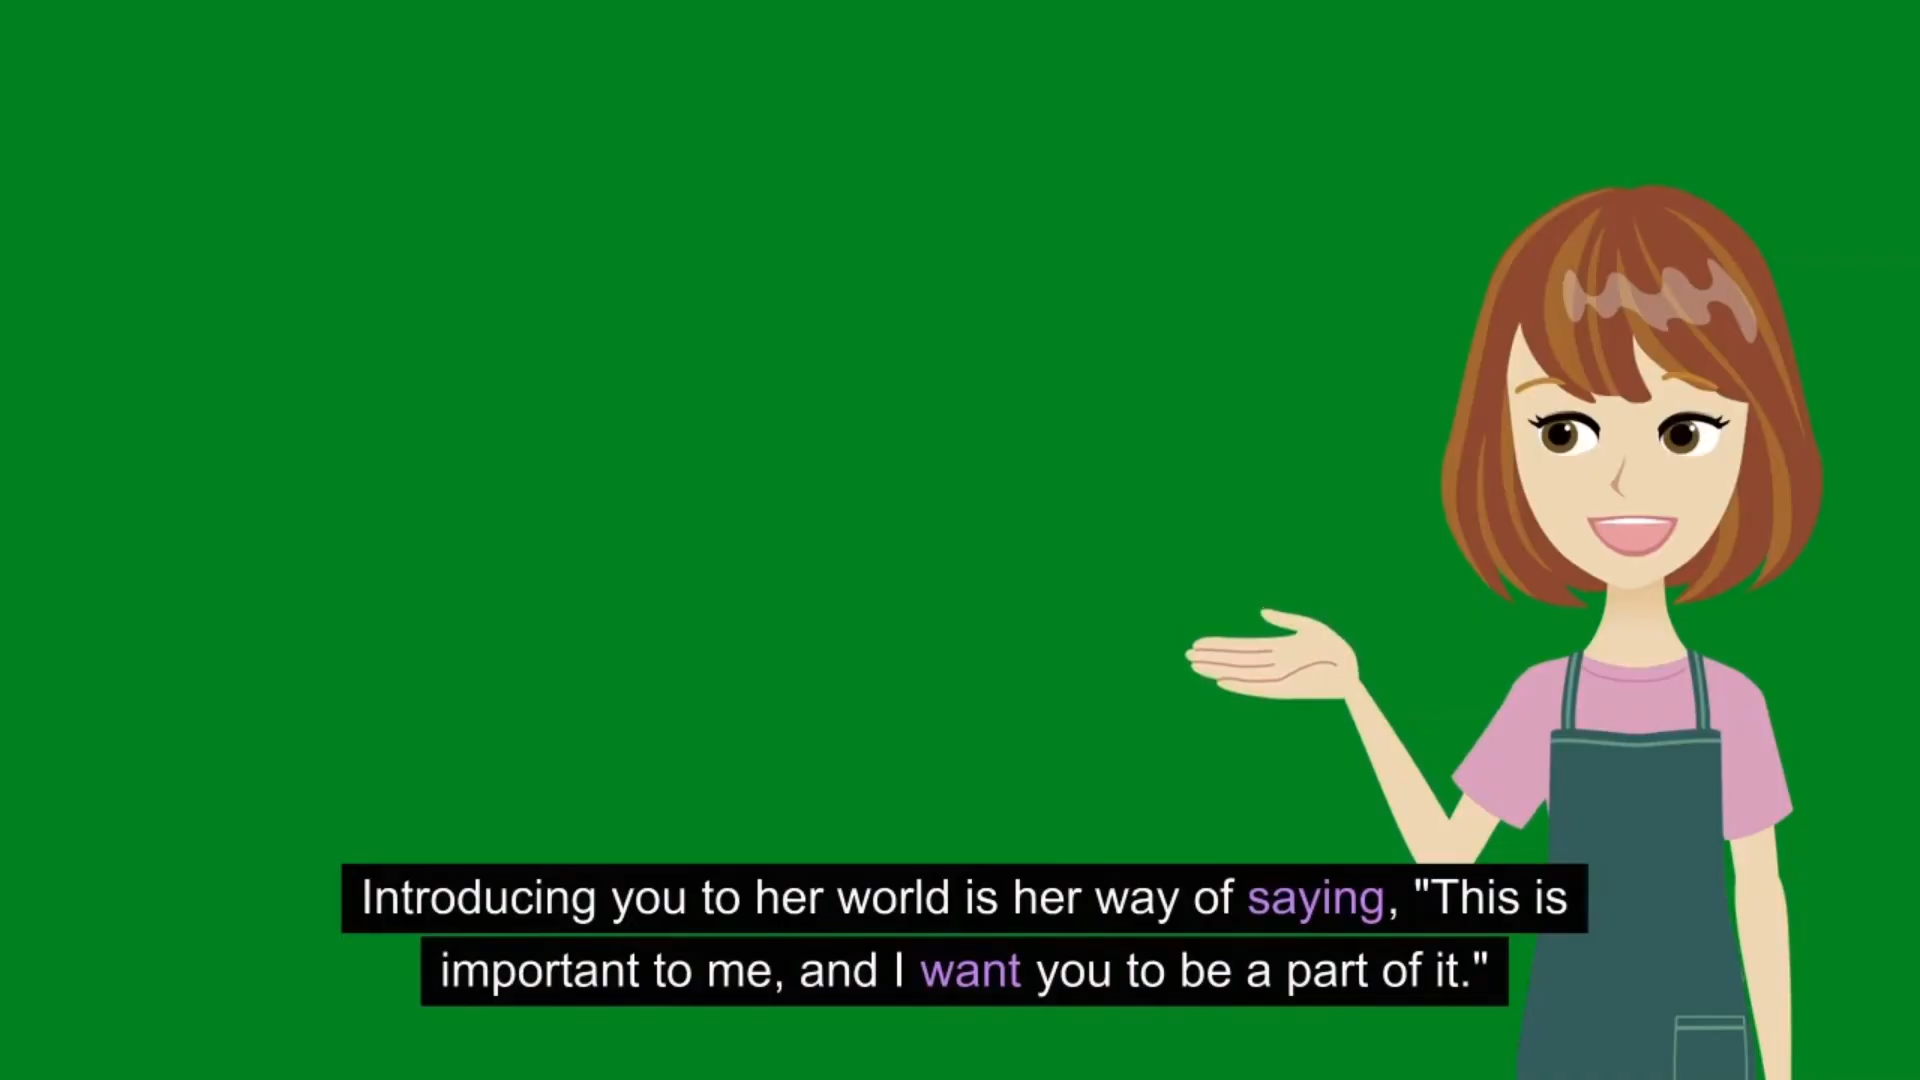 Introducing you to her world is her way of saying, "This is
important to me, and I want you to be a part of it."